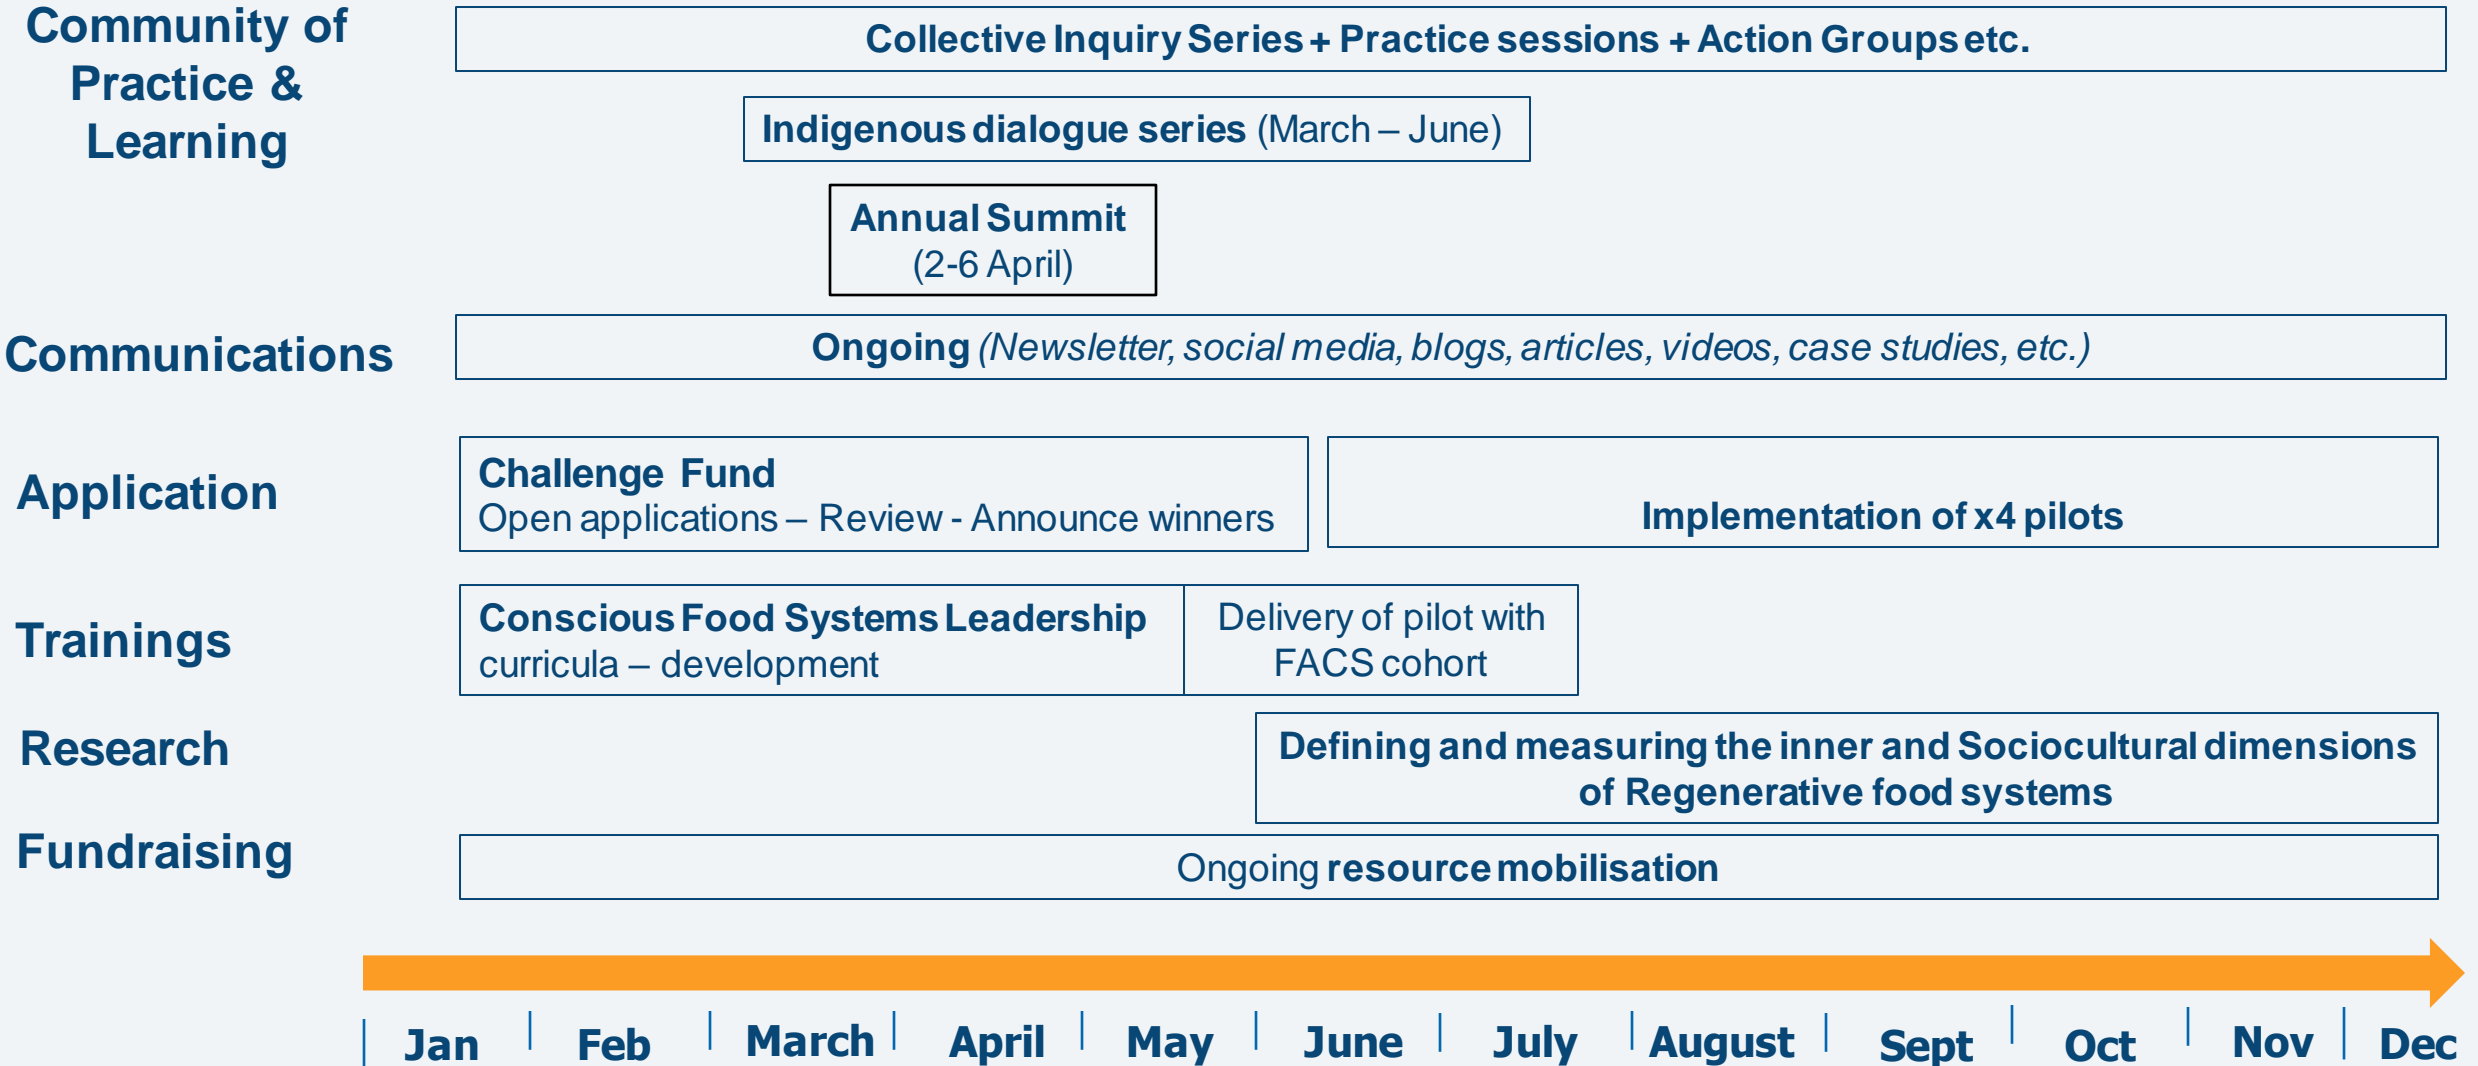 Community of
Practice &
Learning
Collective Inquiry Series + Practice sessions + Action Groups etc.
Indigenous dialogue series (March – June)
Annual Summit
(2-6 April)
Communications
Ongoing (Newsletter, social media, blogs, articles, videos, case studies, etc.)
Application
Challenge Fund
Open applications – Review - Announce winners
Implementation of x4 pilots
Trainings
Conscious Food Systems Leadership
curricula – development
Delivery of pilot with
FACS cohort
Research
Defining and measuring the inner and Sociocultural dimensions
of Regenerative food systems
Fundraising
Ongoing resource mobilisation
Jan Feb March April May June July August Sept Oct Nov Dec